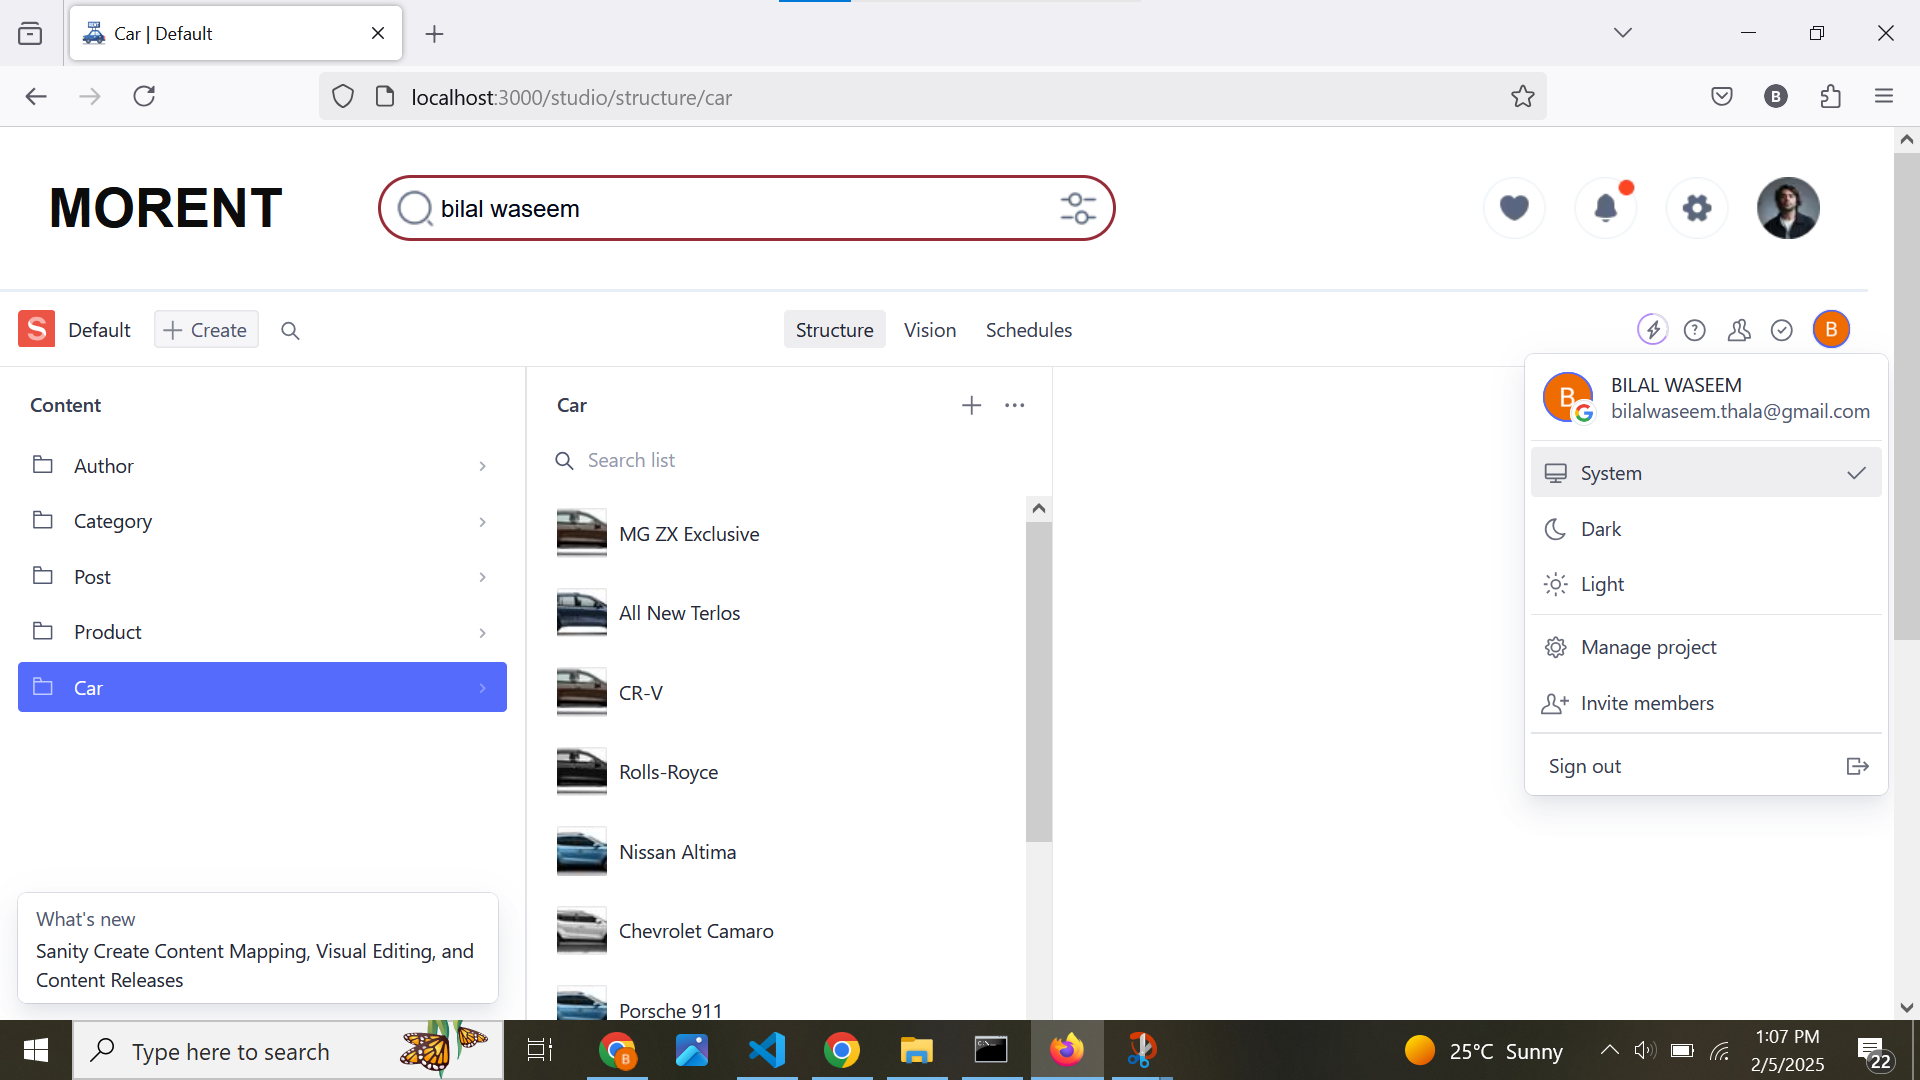 Car | Default
localhost:3000/studio/structure/car
B
MORENT
bilal waseem
S
Default
Create
Structure
Vision
Schedules
B
Content
Author
Category
Post
Product
Car
What's new
Sanity Create Content Mapping, Visual Editing, and
Content Releases
Car
Search list
MG ZX Exclusive
All New Terlos
CR-V
Rolls-Royce
Nissan Altima
Chevrolet Camaro
Porsche 911
B
BILAL WASEEM
bilalwaseem.thala@gmail.com
System
Dark
Light
Manage project
Invite members
Sign out
Type here to search
B
25°C Sunny
1:07 PM
2/5/2025
22